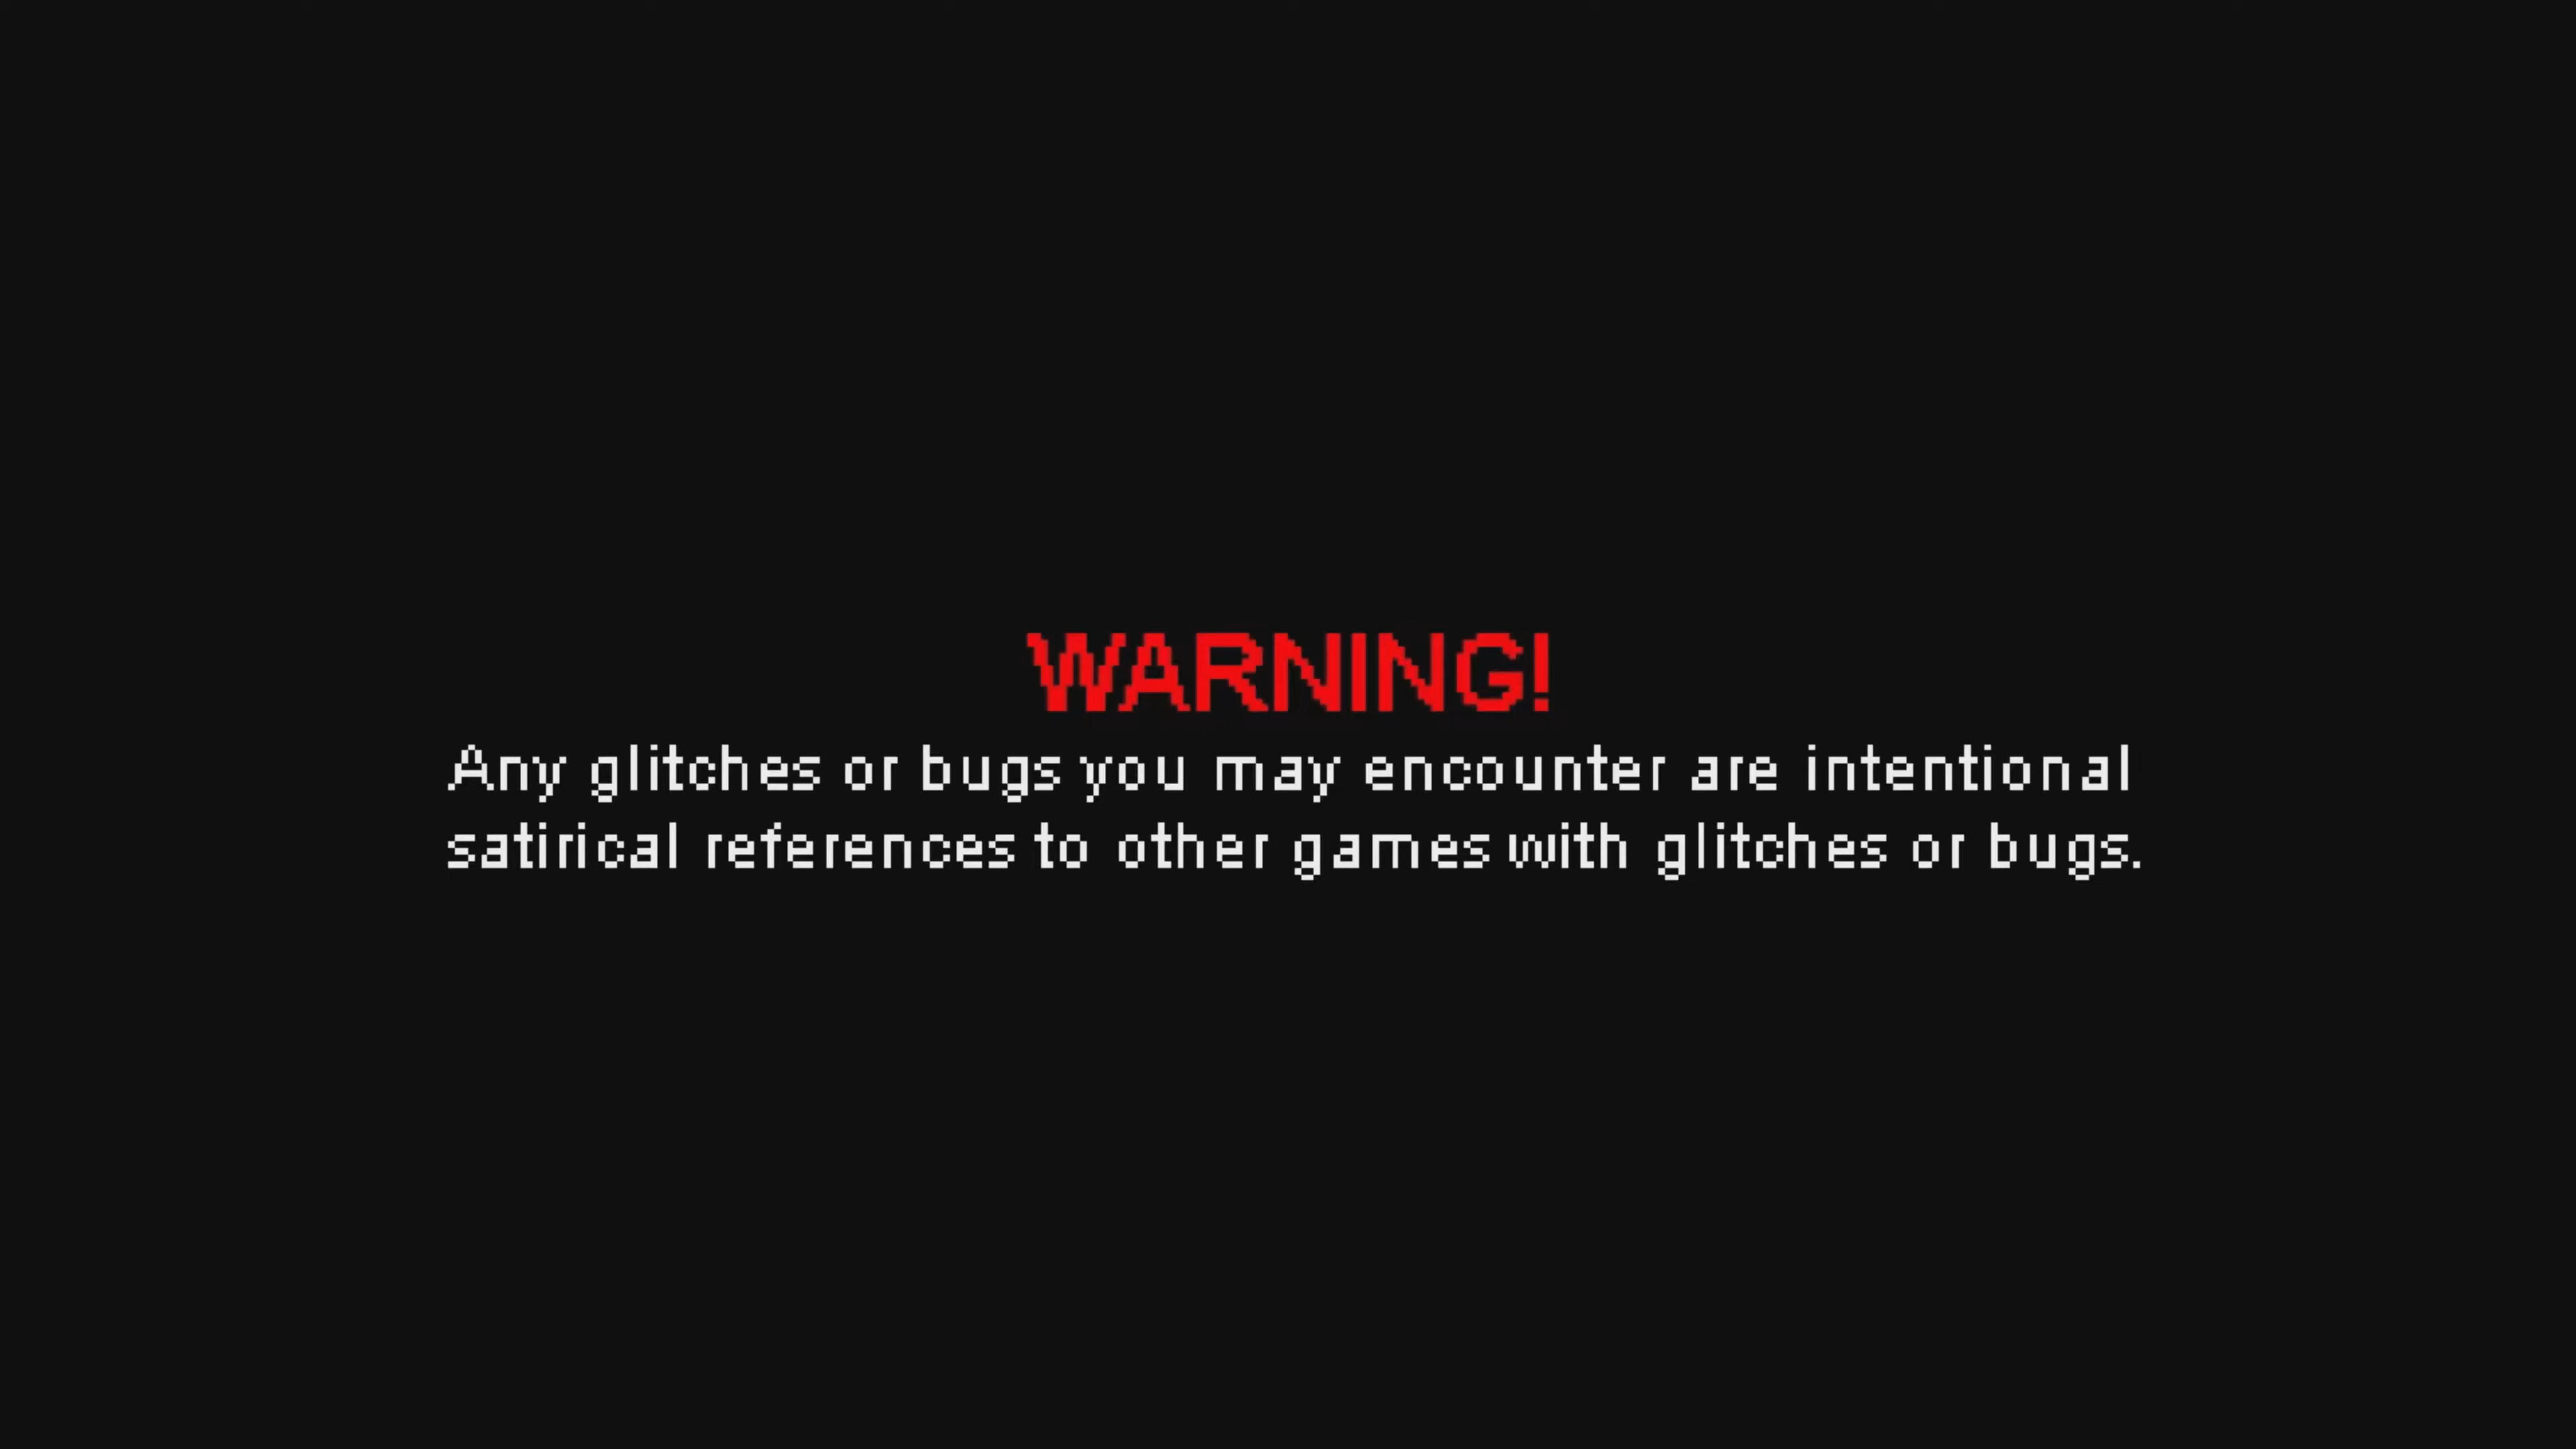 WARNING!
Any glitches or bugs you may encounter are intentional
satirical references to other games with glitches or bugs.